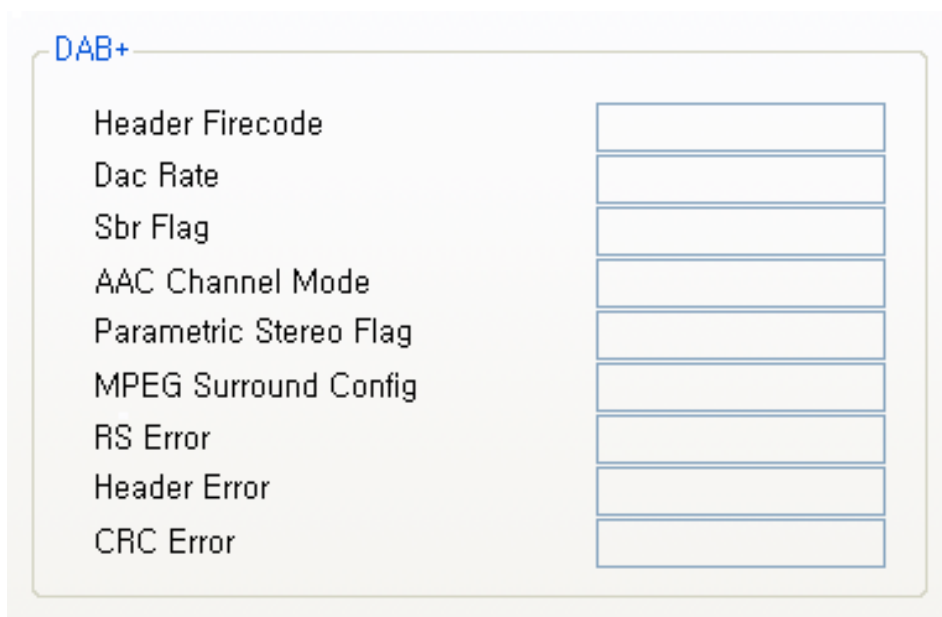 DAB+
Header Firecode
Dac Rate
Sbr Flag
AAC Channel Mode
Parametric Stereo Flag
MPEG Surround Config
RS Error
Header Error
CRC Error